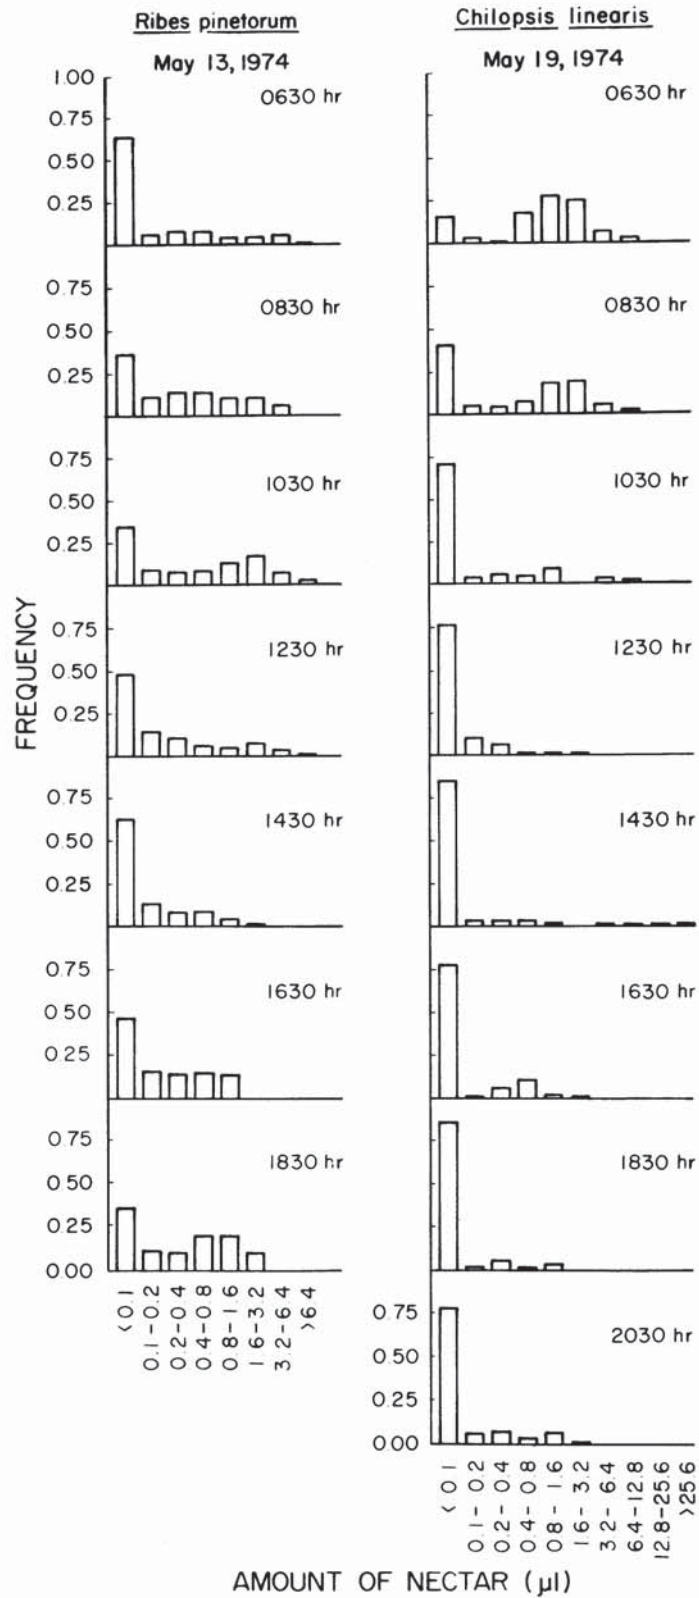 Ribes pinetorum
May 13, 1974
Chilopsis linearis
May 19, 1974
FREQUENCY
1.00
0.75
0.50
0.25
0630 hr
0630 hr
0.75
0.50
0.25
0830 hr
0830 hr
0.75
0.50
0.25
1030 hr
1030 hr
0.75
0.50
0.25
1230 hr
1230 hr
0.75
0.50
0.25
1430 hr
1430 hr
0.75
0.50
0.25
1630 hr
1630 hr
0.75
0.50
0.25
0.00
1830 hr
1830 hr
<0.1
0.1-0.2
0.2-0.4
0.4-0.8
0.8-1.6
1.6-3.2
3.2-6.4
>6.4
0.75
0.50
0.25
0.00
2030 hr
<0.1
0.1-0.2
0.2-0.4
0.4-0.8
0.8-1.6
1.6-3.2
3.2-6.4
6.4-12.8
12.8-25.6
>25.6
AMOUNT OF NECTAR (µl)